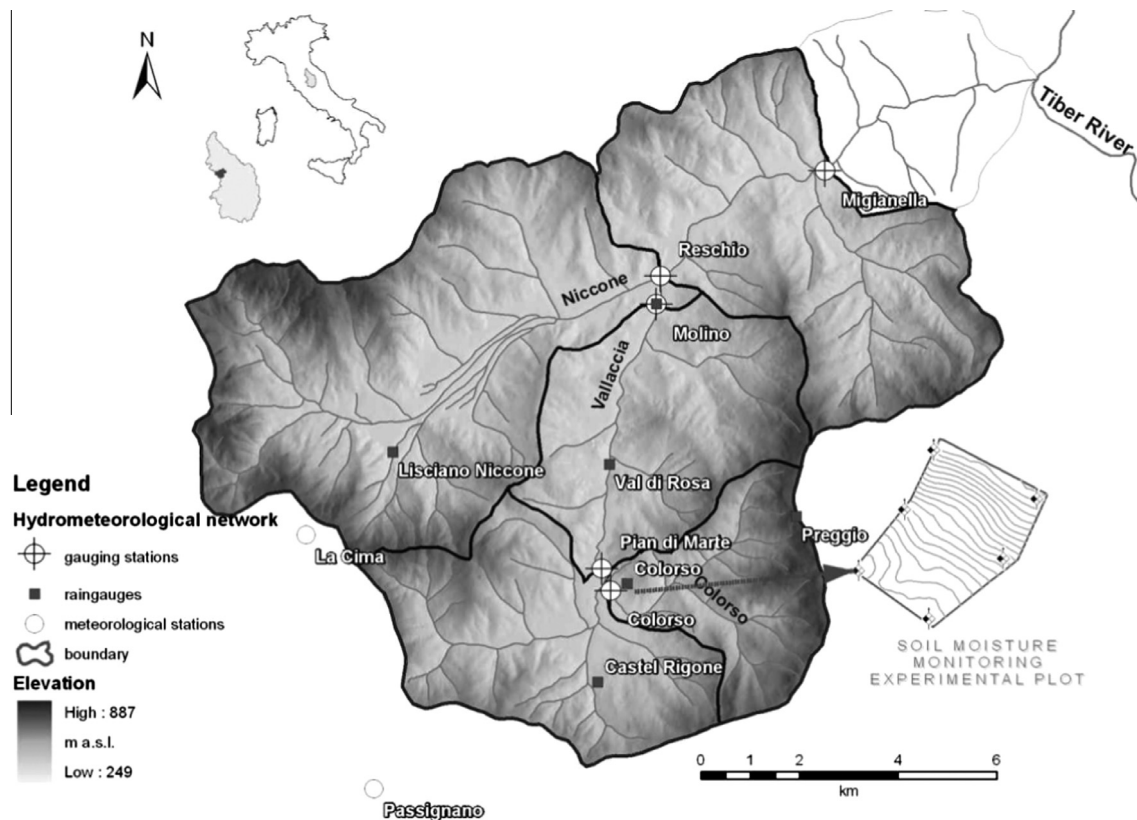 N
Tiber River
Migianella
Reschio
Niccone
Molino
Vallaccia
Lisciano Niccone
Val di Rosa
Legend
Hydrometeorological network
gauging stations
raingauges
meteorological stations
boundary
Elevation
High : 887
m a.s.l.
Low : 249
La Cima
Pian di Marte
Preggio
Colorso
Colorso
Colorso
Castel Rigone
SOIL MOISTURE
MONITORING
EXPERIMENTAL PLOT
0 1 2 4 6
km
Passignano